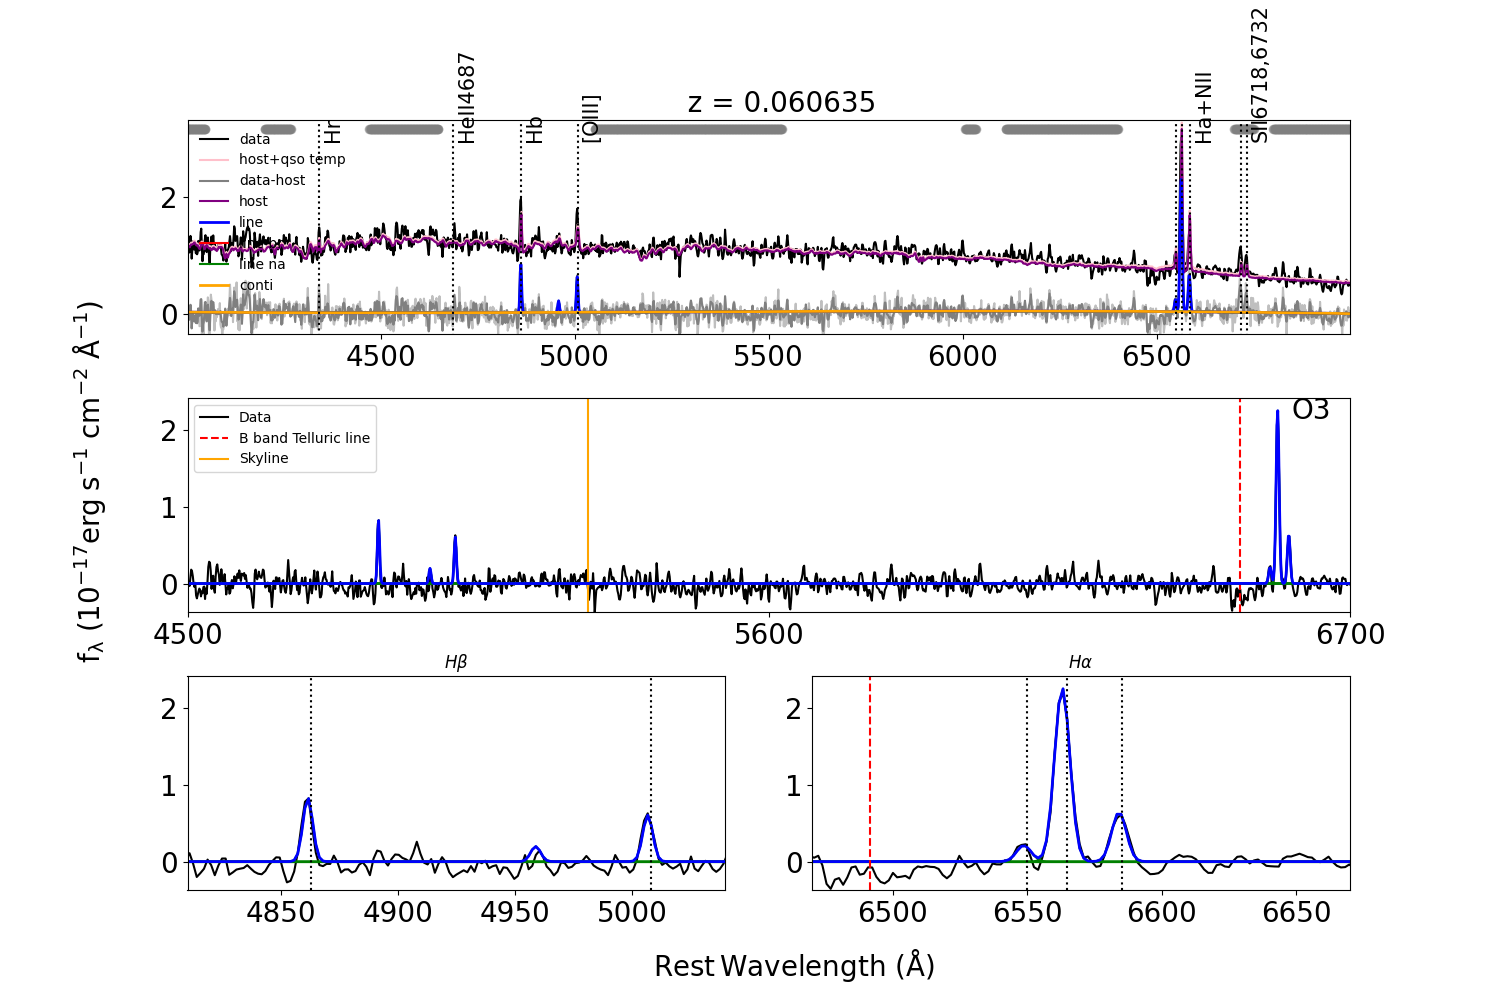 z = 0.060635
Hr
HeII4687
Hb
[OIII]
Ha+NII
SII6718,6732
data
host+qso temp
data-host
host
line
line na
conti
2
0
4500
5000
5500
6000
6500
Data
B band Telluric line
Skyline
O3
2
1
0
4500
5600
6700
fλ (10⁻¹⁷erg s⁻¹ cm⁻² Å⁻¹)
Hβ
2
1
0
4850
4900
4950
5000
Hα
2
1
0
6500
6550
6600
6650
Rest Wavelength (Å)